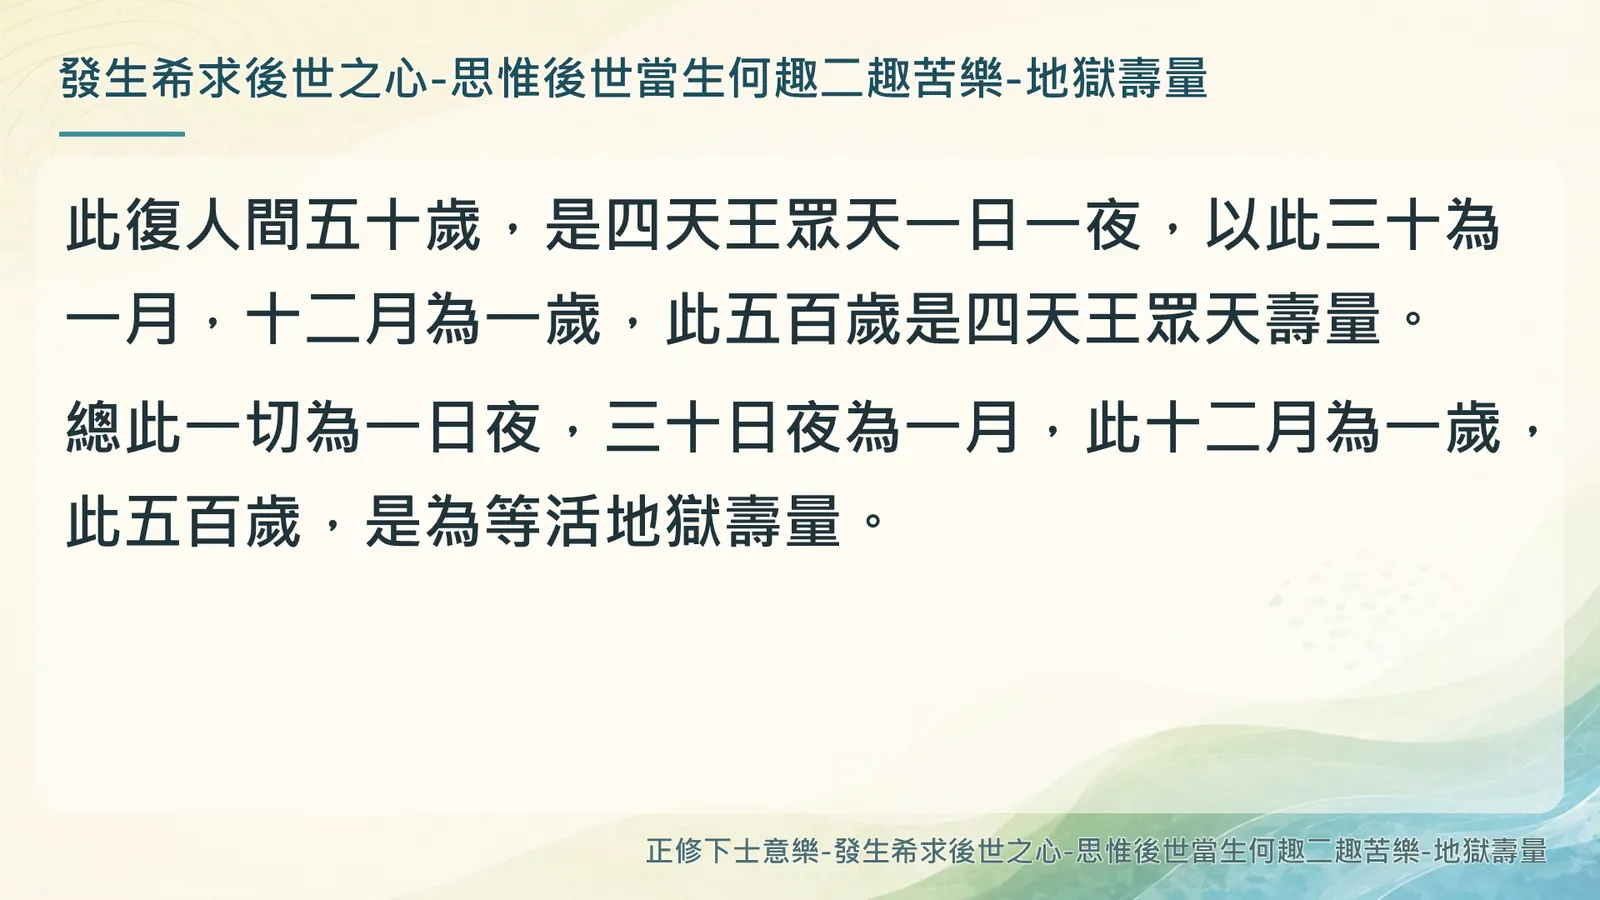 發生希求後世之心-思惟後世當生何趣二趣苦樂-地獄壽量
此復人間五十歲，是四天王眾天一日一夜，以此三十為
一月，十二月為一歲，此五百歲是四天王眾天壽量。
總此一切為一日夜，三十日夜為一月，此十二月為一歲，
此五百歲，是為等活地獄壽量。
正修下士意樂-發生希求後世之心-思惟後世當生何趣二趣苦樂-地獄壽量